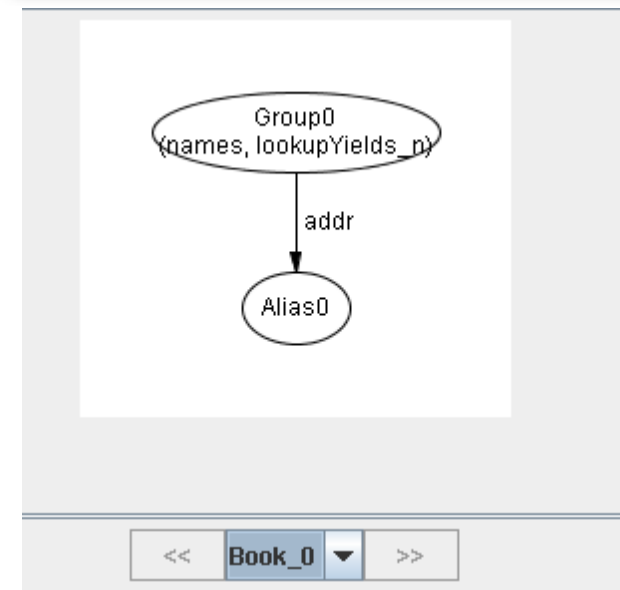 Group0
(names, lookupYields_n)
addr
Alias0
<< Book_0 >>